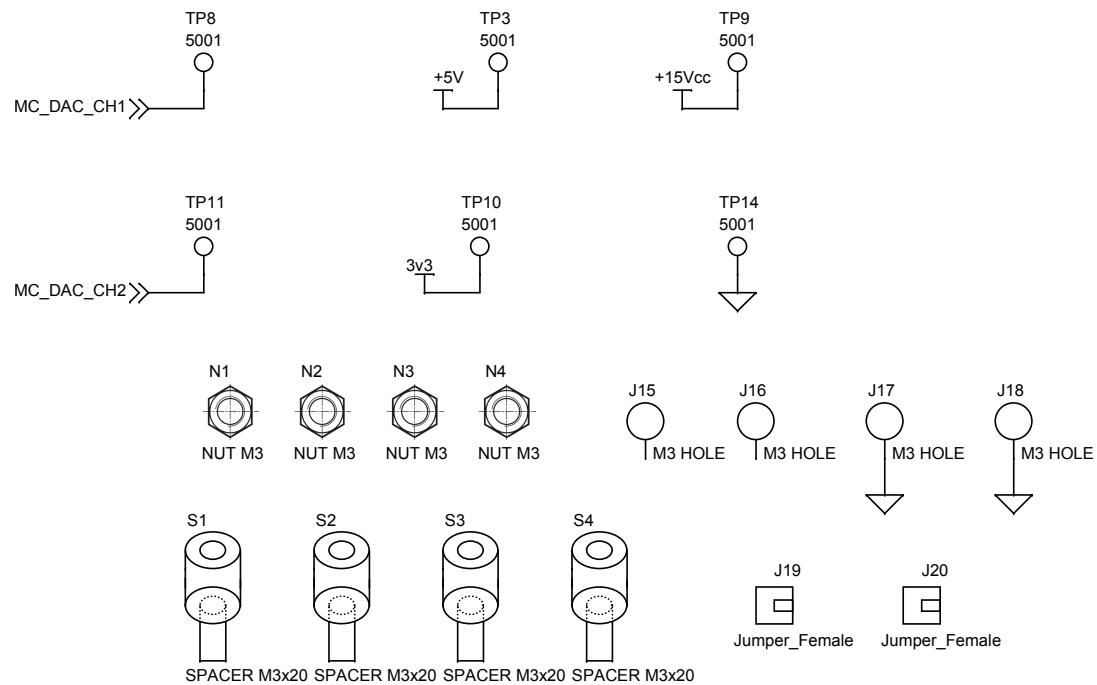 TP8
5001
MC_DAC_CH1
TP3
5001
+5V
TP9
5001
+15Vcc
TP11
5001
MC_DAC_CH2
TP10
5001
3v3
TP14
5001
N1
NUT M3
N2
NUT M3
N3
NUT M3
N4
NUT M3
J15
M3 HOLE
J16
M3 HOLE
J17
M3 HOLE
J18
M3 HOLE
S1
SPACER M3x20
S2
SPACER M3x20
S3
SPACER M3x20
S4
SPACER M3x20
J19
Jumper_Female
J20
Jumper_Female